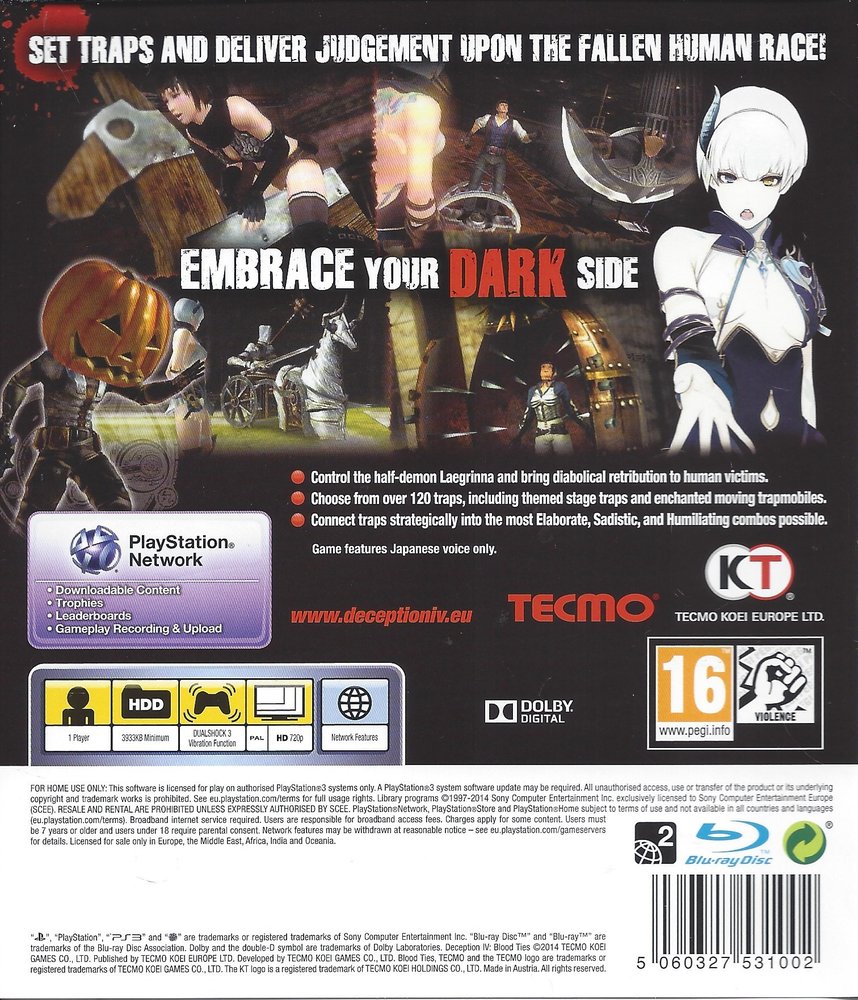 SET TRAPS AND DELIVER JUDGEMENT UPON THE FALLEN HUMAN RACE!
EMBRACE YOUR DARK SIDE
Control the half-demon Laegrinna and bring diabolical retribution to human victims.
Choose from over 120 traps, including themed stage traps and enchanted moving trapmobiles.
Connect traps strategically into the most Elaborate, Sadistic, and Humiliating combos possible.
Game features Japanese voice only.
PlayStation®
Network
• Downloadable Content
• Trophies
• Leaderboards
• Gameplay Recording & Upload
www.deceptioniv.eu
TECMO®
KT®
TECMO KOEI EUROPE LTD.
16™
www.pegi.info
™
VIOLENCE
1 Player
HDD
3933KB Minimum
DUALSHOCK 3
Vibration Function
PAL
HD 720p
Network Features
DOLBY
DIGITAL
FOR HOME USE ONLY: This software is licensed for play on authorised PlayStation®3 systems only. A PlayStation®3 system software update may be required. All unauthorised access, use or transfer of the product or its underlying
copyright and trademark works is prohibited. See eu.playstation.com/terms for full usage rights. Library programs ©1997-2014 Sony Computer Entertainment Inc. exclusively licensed to Sony Computer Entertainment Europe
(SCEE). RESALE AND RENTAL ARE PROHIBITED UNLESS EXPRESSLY AUTHORISED BY SCEE. PlayStation®Network, PlayStation®Store and PlayStation®Home subject to terms of use and not available in all countries and languages
(eu.playstation.com/terms). Broadband internet service required. Users are responsible for broadband access fees. Charges apply for some content. Users must
be 7 years or older and users under 18 require parental consent. Network features may be withdrawn at reasonable notice – see eu.playstation.com/gameservers
for details. Licensed for sale only in Europe, the Middle East, Africa, India and Oceania.
2
Blu-ray Disc™
®
"PS", "PlayStation", "PS3" and " " are trademarks or registered trademarks of Sony Computer Entertainment Inc. "Blu-ray Disc™" and "Blu-ray™" are
trademarks of the Blu-ray Disc Association. Dolby and the double-D symbol are trademarks of Dolby Laboratories. Deception IV: Blood Ties ©2014 TECMO KOEI
GAMES CO., LTD. Published by TECMO KOEI EUROPE LTD. Developed by TECMO KOEI GAMES CO., LTD. Blood Ties, TECMO and the TECMO logo are trademarks or
registered trademarks of TECMO KOEI GAMES CO., LTD. The KT logo is a registered trademark of TECMO KOEI HOLDINGS CO., LTD. Made in Austria. All rights reserved.
5 060327 531002